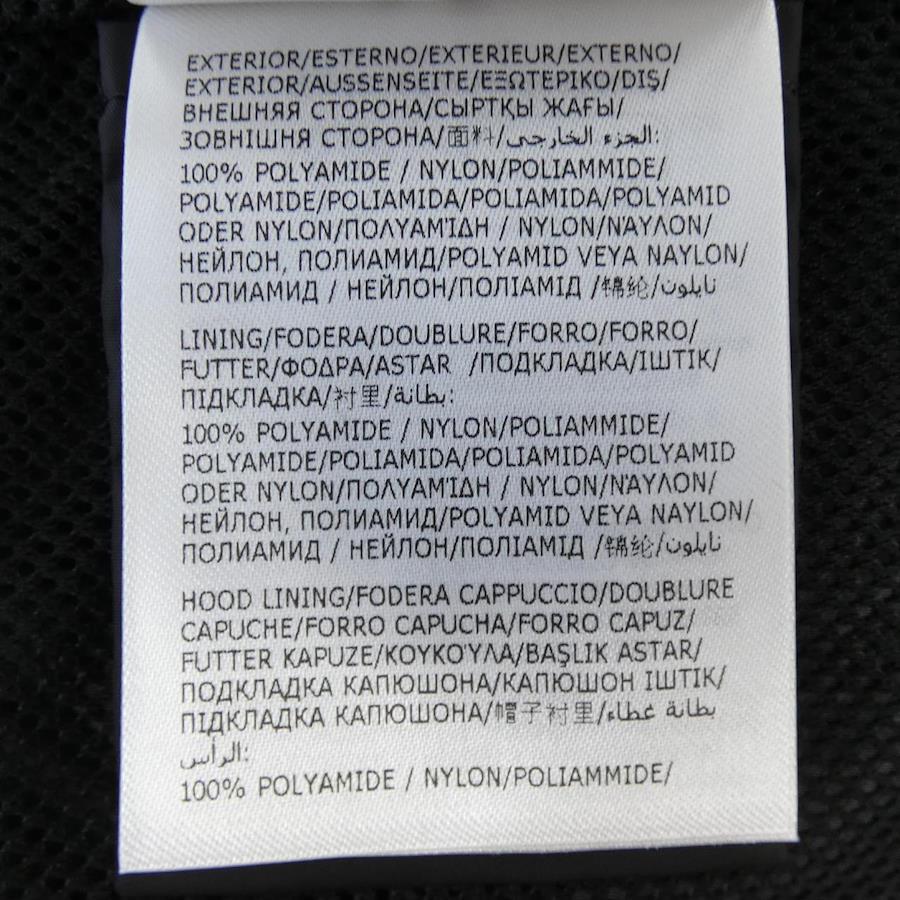 EXTERIOR/ESTERNO/EXTERIEUR/EXTERNO/
EXTERIOR/AUSSENSEITE/ΕΞΩΤΕΡΙΚΟ/DIŞ/
ВНЕШНЯЯ СТОРОНА/СЫРТҚЫ ЖАҒЫ/
ЗОВНІШНЯ СТОРОНА/面料/الجزء الخارجي:
100% POLYAMIDE / NYLON/POLIAMMIDE/
POLYAMIDE/POLIAMIDA/POLIAMIDA/POLYAMID
ODER NYLON/ΠΟΛΥΑΜΊΔΗ / NYLON/ΝΆΥΛΟΝ/
НЕЙЛОН, ПОЛИАМИД/POLYAMID VEYA NAYLON/
ПОЛИАМИД / НЕЙЛОН/ПОЛІАМІД /锦纶/نايلون
LINING/FODERA/DOUBLURE/FORRO/FORRO/
FUTTER/ΦΟΔΡΑ/ASTAR /ПОДКЛАДКА/ІШТІК/
ПІДКЛАДКА/衬里/بطانة:
100% POLYAMIDE / NYLON/POLIAMMIDE/
POLYAMIDE/POLIAMIDA/POLIAMIDA/POLYAMID
ODER NYLON/ΠΟΛΥΑΜΊΔΗ / NYLON/ΝΆΥΛΟΝ/
НЕЙЛОН, ПОЛИАМИД/POLYAMID VEYA NAYLON/
ПОЛИАМИД / НЕЙЛОН/ПОЛІАМІД /锦纶/نايلون
HOOD LINING/FODERA CAPPUCCIO/DOUBLURE
CAPUCHE/FORRO CAPUCHA/FORRO CAPUZ/
FUTTER KAPUZE/ΚΟΥΚΟΎΛΑ/BAŞLIK ASTAR/
ПОДКЛАДКА КАПЮШОНА/КАПЮШОН ІШТІК/
ПІДКЛАДКА КАПЮШОНА/帽子衬里/بطانة غطاء
الرأس:
100% POLYAMIDE / NYLON/POLIAMMIDE/